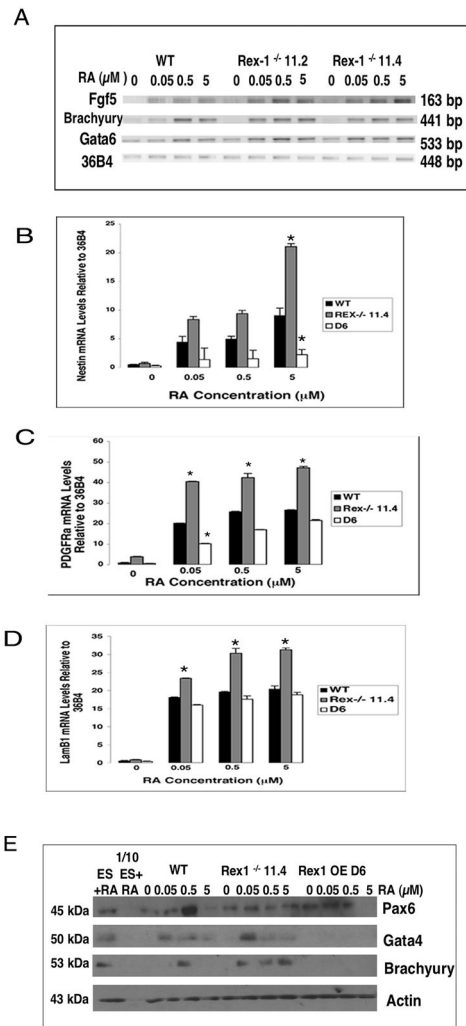 A
WT Rex-1 -/- 11.2 Rex-1 -/- 11.4
RA (μM) 0 0.05 0.5 5 0 0.05 0.5 5 0 0.05 0.5 5
Fgf5 163 bp
Brachyury 441 bp
Gata6 533 bp
36B4 448 bp
B
Nestin mRNA Levels Relative to 36B4
25
20
15
10
5
0
*
*
WT
REX-/- 11.4
D6
0 0.05 0.5 5
RA Concentration (μM)
C
PDGFRa mRNA Levels
Relative to 36B4
60
50
40
30
20
10
0
* * *
*
WT
Rex-/- 11.4
D6
0 0.05 0.5 5
RA Concentration (μM)
D
LamB1 mRNA Levels Relative to
36B4
35
30
25
20
15
10
5
0
* * *
WT
Rex-/- 11.4
D6
0 0.05 0.5 5
RA Concentration (μM)
E
ES +RA 1/10 ES+ RA WT Rex1 -/- 11.4 Rex1 OE D6
0 0.05 0.5 5 0 0.05 0.5 5 0 0.05 0.5 5 RA (μM)
45 kDa Pax6
50 kDa Gata4
53 kDa Brachyury
43 kDa Actin